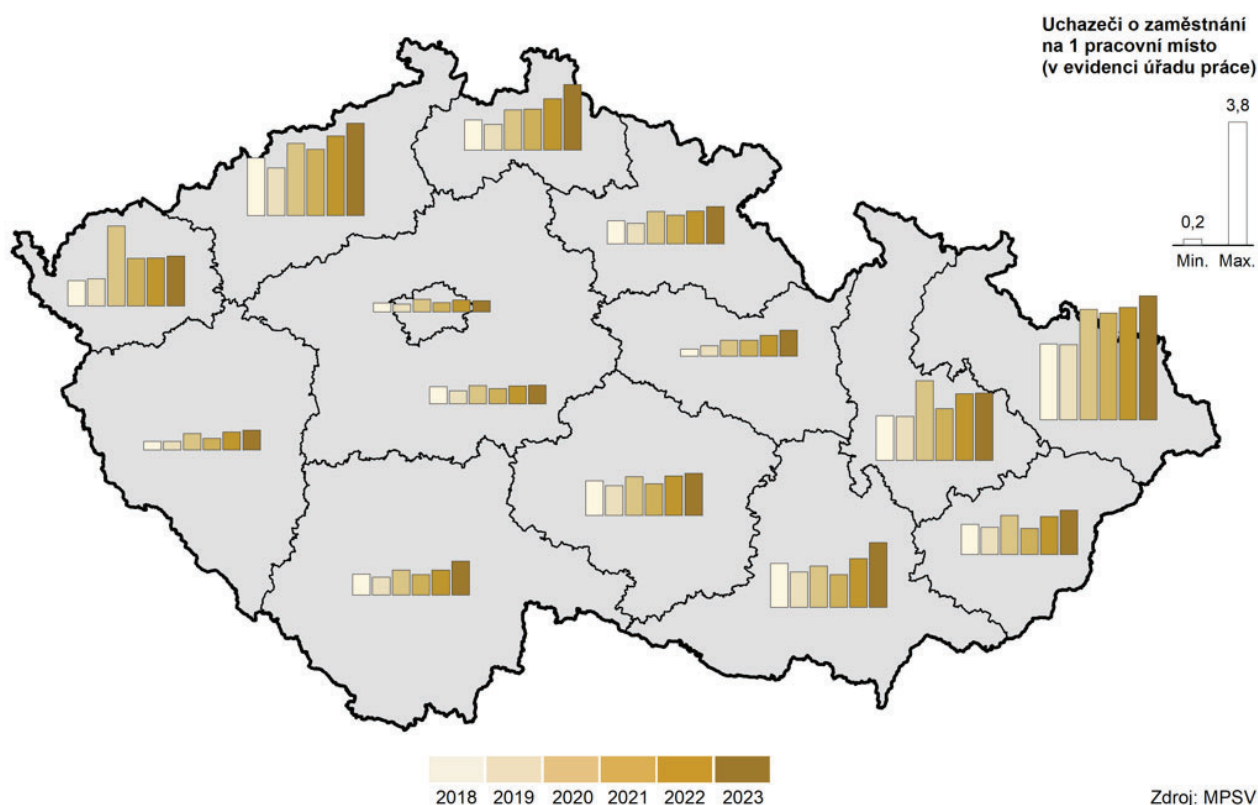 Uchazeči o zaměstnání
na 1 pracovní místo
(v evidenci úřadu práce)
3,8
0,2
Min. Max.
2018 2019 2020 2021 2022 2023
Zdroj: MPSV